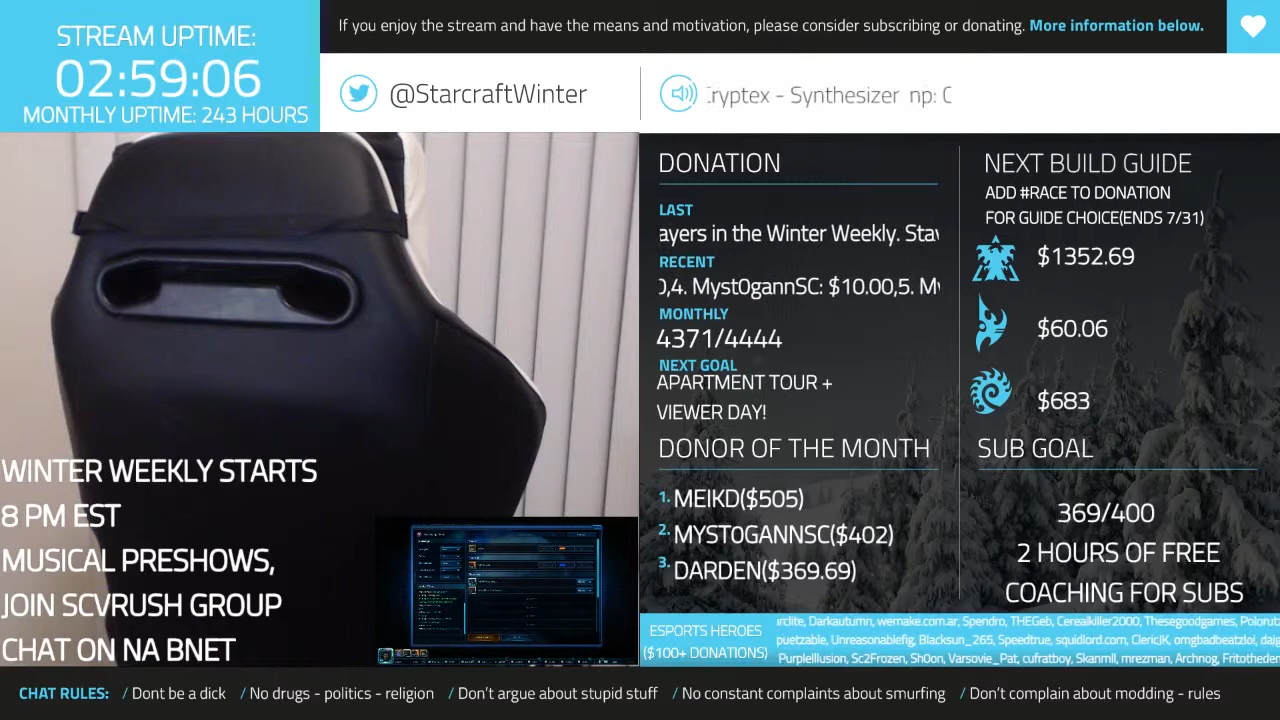 STREAM UPTIME:
02:59:06
MONTHLY UPTIME: 243 HOURS
If you enjoy the stream and have the means and motivation, please consider subscribing or donating. More information below.
@StarcraftWinter
Cryptex - Synthesizer np: C
DONATION
LAST
ayers in the Winter Weekly. Stay
RECENT
0,4. Myst0gannSC: $10.00,5. My
MONTHLY
4371/4444
NEXT GOAL
APARTMENT TOUR +
VIEWER DAY!
DONOR OF THE MONTH
1. MEIKD($505)
2. MYST0GANNSC($402)
3. DARDEN($369.69)
NEXT BUILD GUIDE
ADD #RACE TO DONATION
FOR GUIDE CHOICE(ENDS 7/31)
$1352.69
$60.06
$683
SUB GOAL
369/400
2 HOURS OF FREE
COACHING FOR SUBS
WINTER WEEKLY STARTS
8 PM EST
MUSICAL PRESHOWS,
JOIN SCVRUSH GROUP
CHAT ON NA BNET
ESPORTS HEROES
($100+ DONATIONS)
Darkautumn, wemake.com.ar, Spendro, THEGeb, Cerealkiller2000, Thesegoodgames,
puetzable, Unreasonablefig, Blacksun_265, Speedtrue, squidlord.com, ClericJK, omgbadbeatzlol,
PurpleIllusion, Sc2Frozen, Sh0on, Varsovie_Pat, cufratboy, Skanmll, mrezman, Archnog, Fritotheden
CHAT RULES: / Dont be a dick / No drugs - politics - religion / Don't argue about stupid stuff / No constant complaints about smurfing / Don't complain about modding - rules